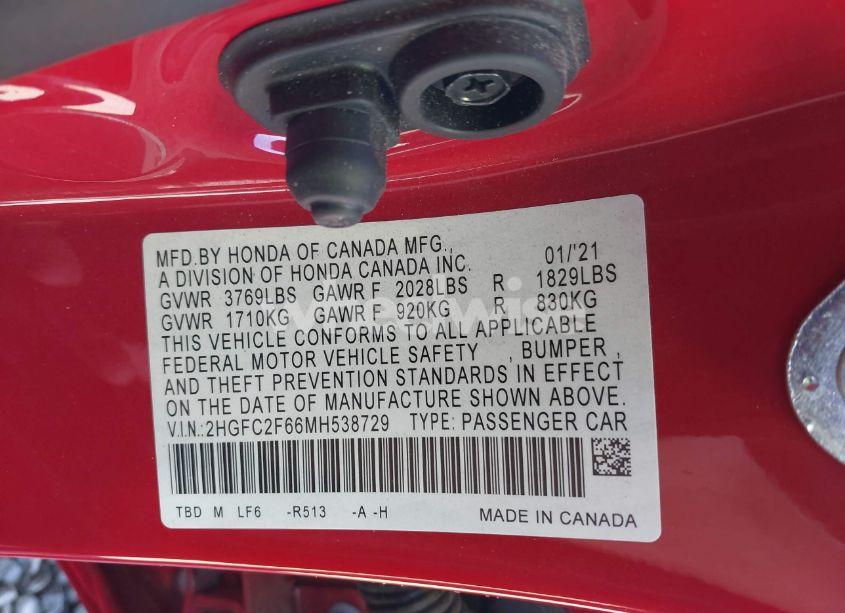 MFD.BY HONDA OF CANADA MFG., 01/'21
A DIVISION OF HONDA CANADA INC.
GVWR 3769LBS GAWR F 2028LBS R 1829LBS
GVWR 1710KG GAWR F 920KG R 830KG
THIS VEHICLE CONFORMS TO ALL APPLICABLE
FEDERAL MOTOR VEHICLE SAFETY , BUMPER ,
AND THEFT PREVENTION STANDARDS IN EFFECT
ON THE DATE OF MANUFACTURE SHOWN ABOVE.
V.I.N.:2HGFC2F66MH538729 TYPE: PASSENGER CAR
TBD M LF6 -R513 -A -H
MADE IN CANADA